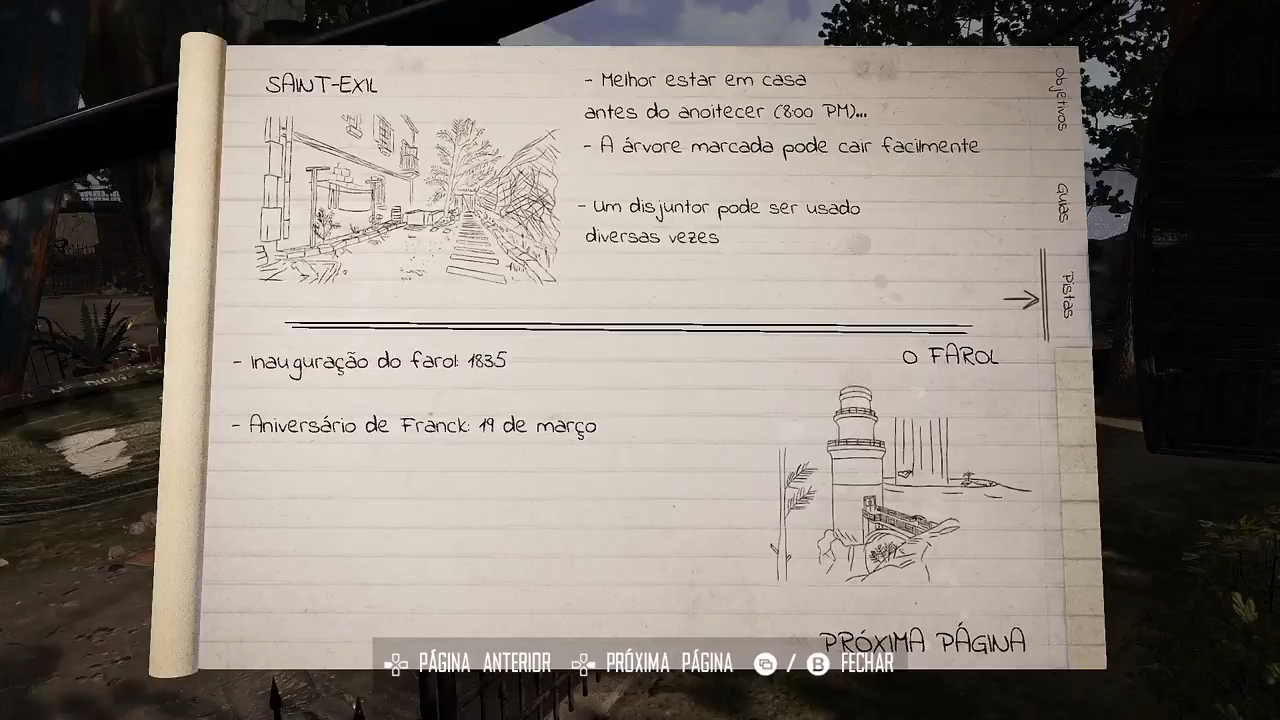 SAINT-EXIL
- Melhor estar em casa
antes do anoitecer (8:00 PM)...
- A árvore marcada pode cair facilmente
- Um disjuntor pode ser usado
diversas vezes
Objetivos
Guias
Pistas
- Inauguração do farol: 1835
- Aniversário de Franck: 19 de março
O FAROL
PRÓXIMA PÁGINA
PÁGINA ANTERIOR PRÓXIMA PÁGINA / B FECHAR